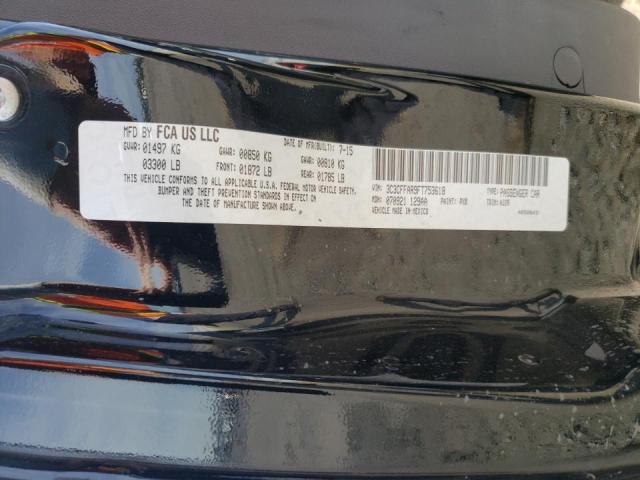 MFD BY FCA US LLC DATE OF MFR(BUILT): 7-15
GVWR: 01497 KG GAWR: 00850 KG GAWR: 00810 KG
03300 LB FRONT: 01872 LB REAR: 01785 LB
THIS VEHICLE CONFORMS TO ALL APPLICABLE U.S.A. FEDERAL MOTOR VEHICLE SAFETY,
BUMPER AND THEFT PREVENTION STANDARDS IN EFFECT ON
THE DATE OF MANUFACTURE SHOWN ABOVE.
VIN: 3C3CFFAR9FT753618 TYPE: PASSENGER CAR
MDH: 070921 129AA PAINT: PXB TRIM:
VEHICLE MADE IN MEXICO